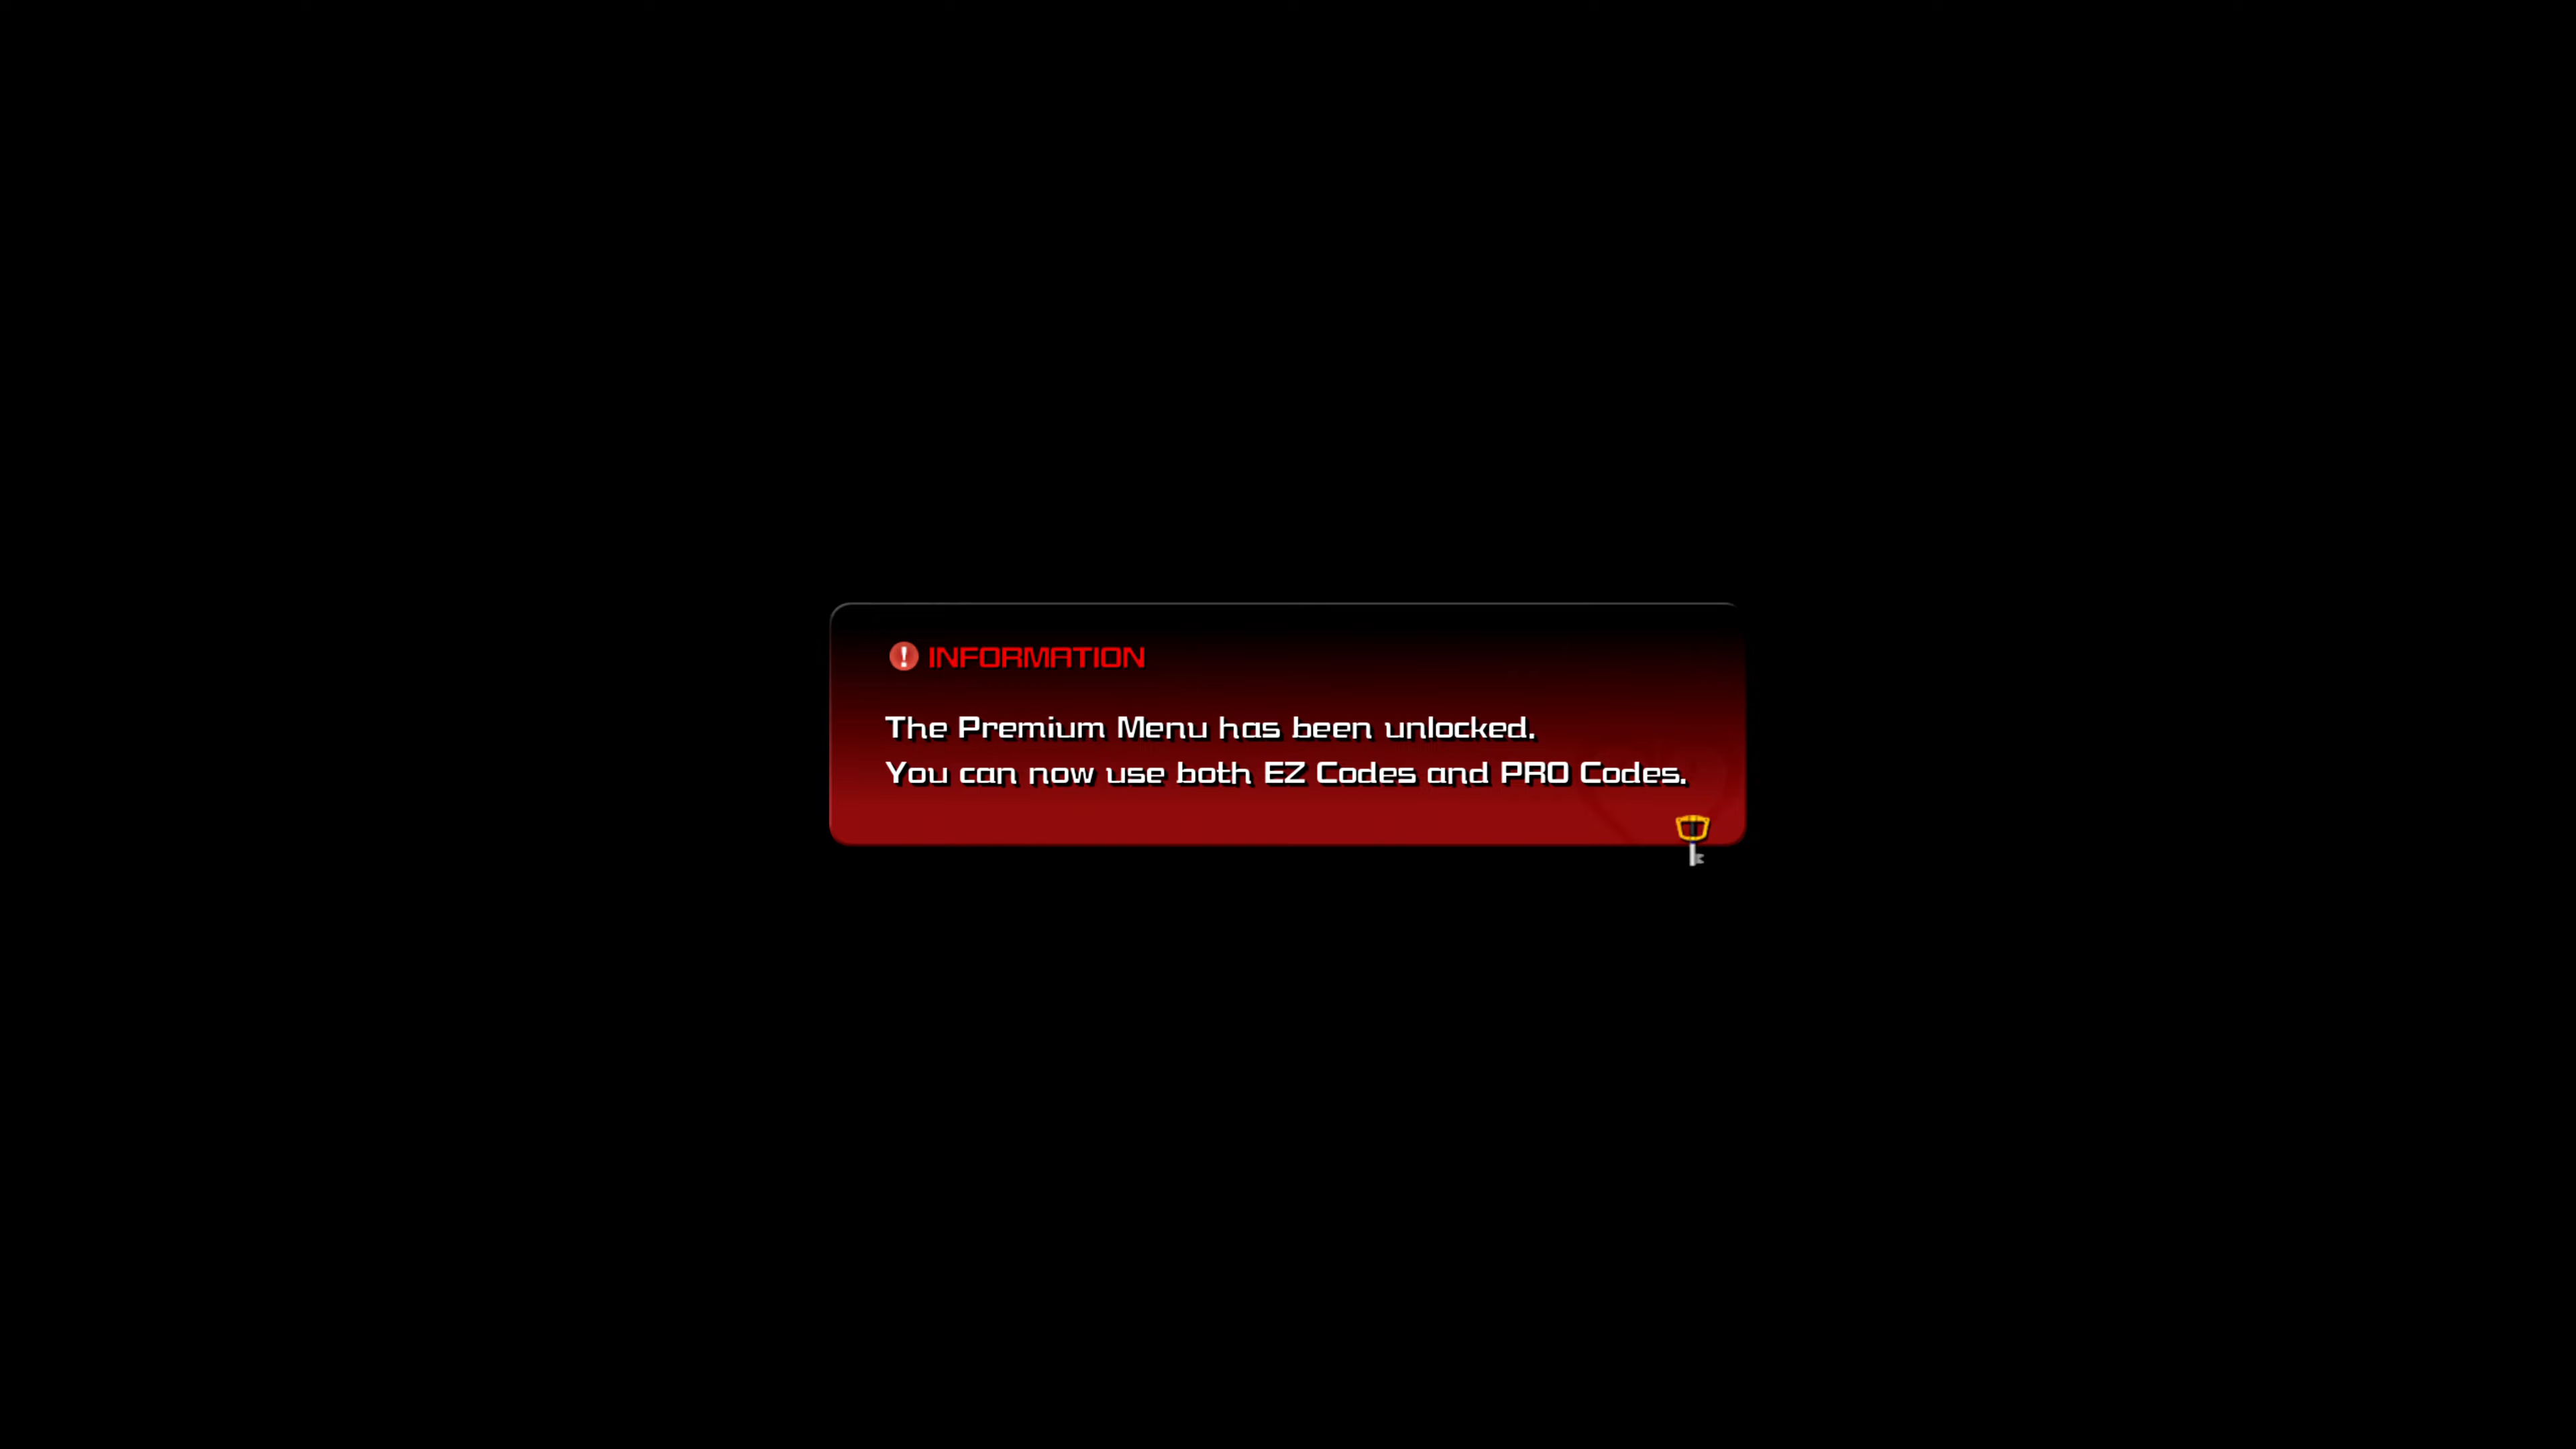 INFORMATION
The Premium Menu has been unlocked.
You can now use both EZ Codes and PRO Codes.